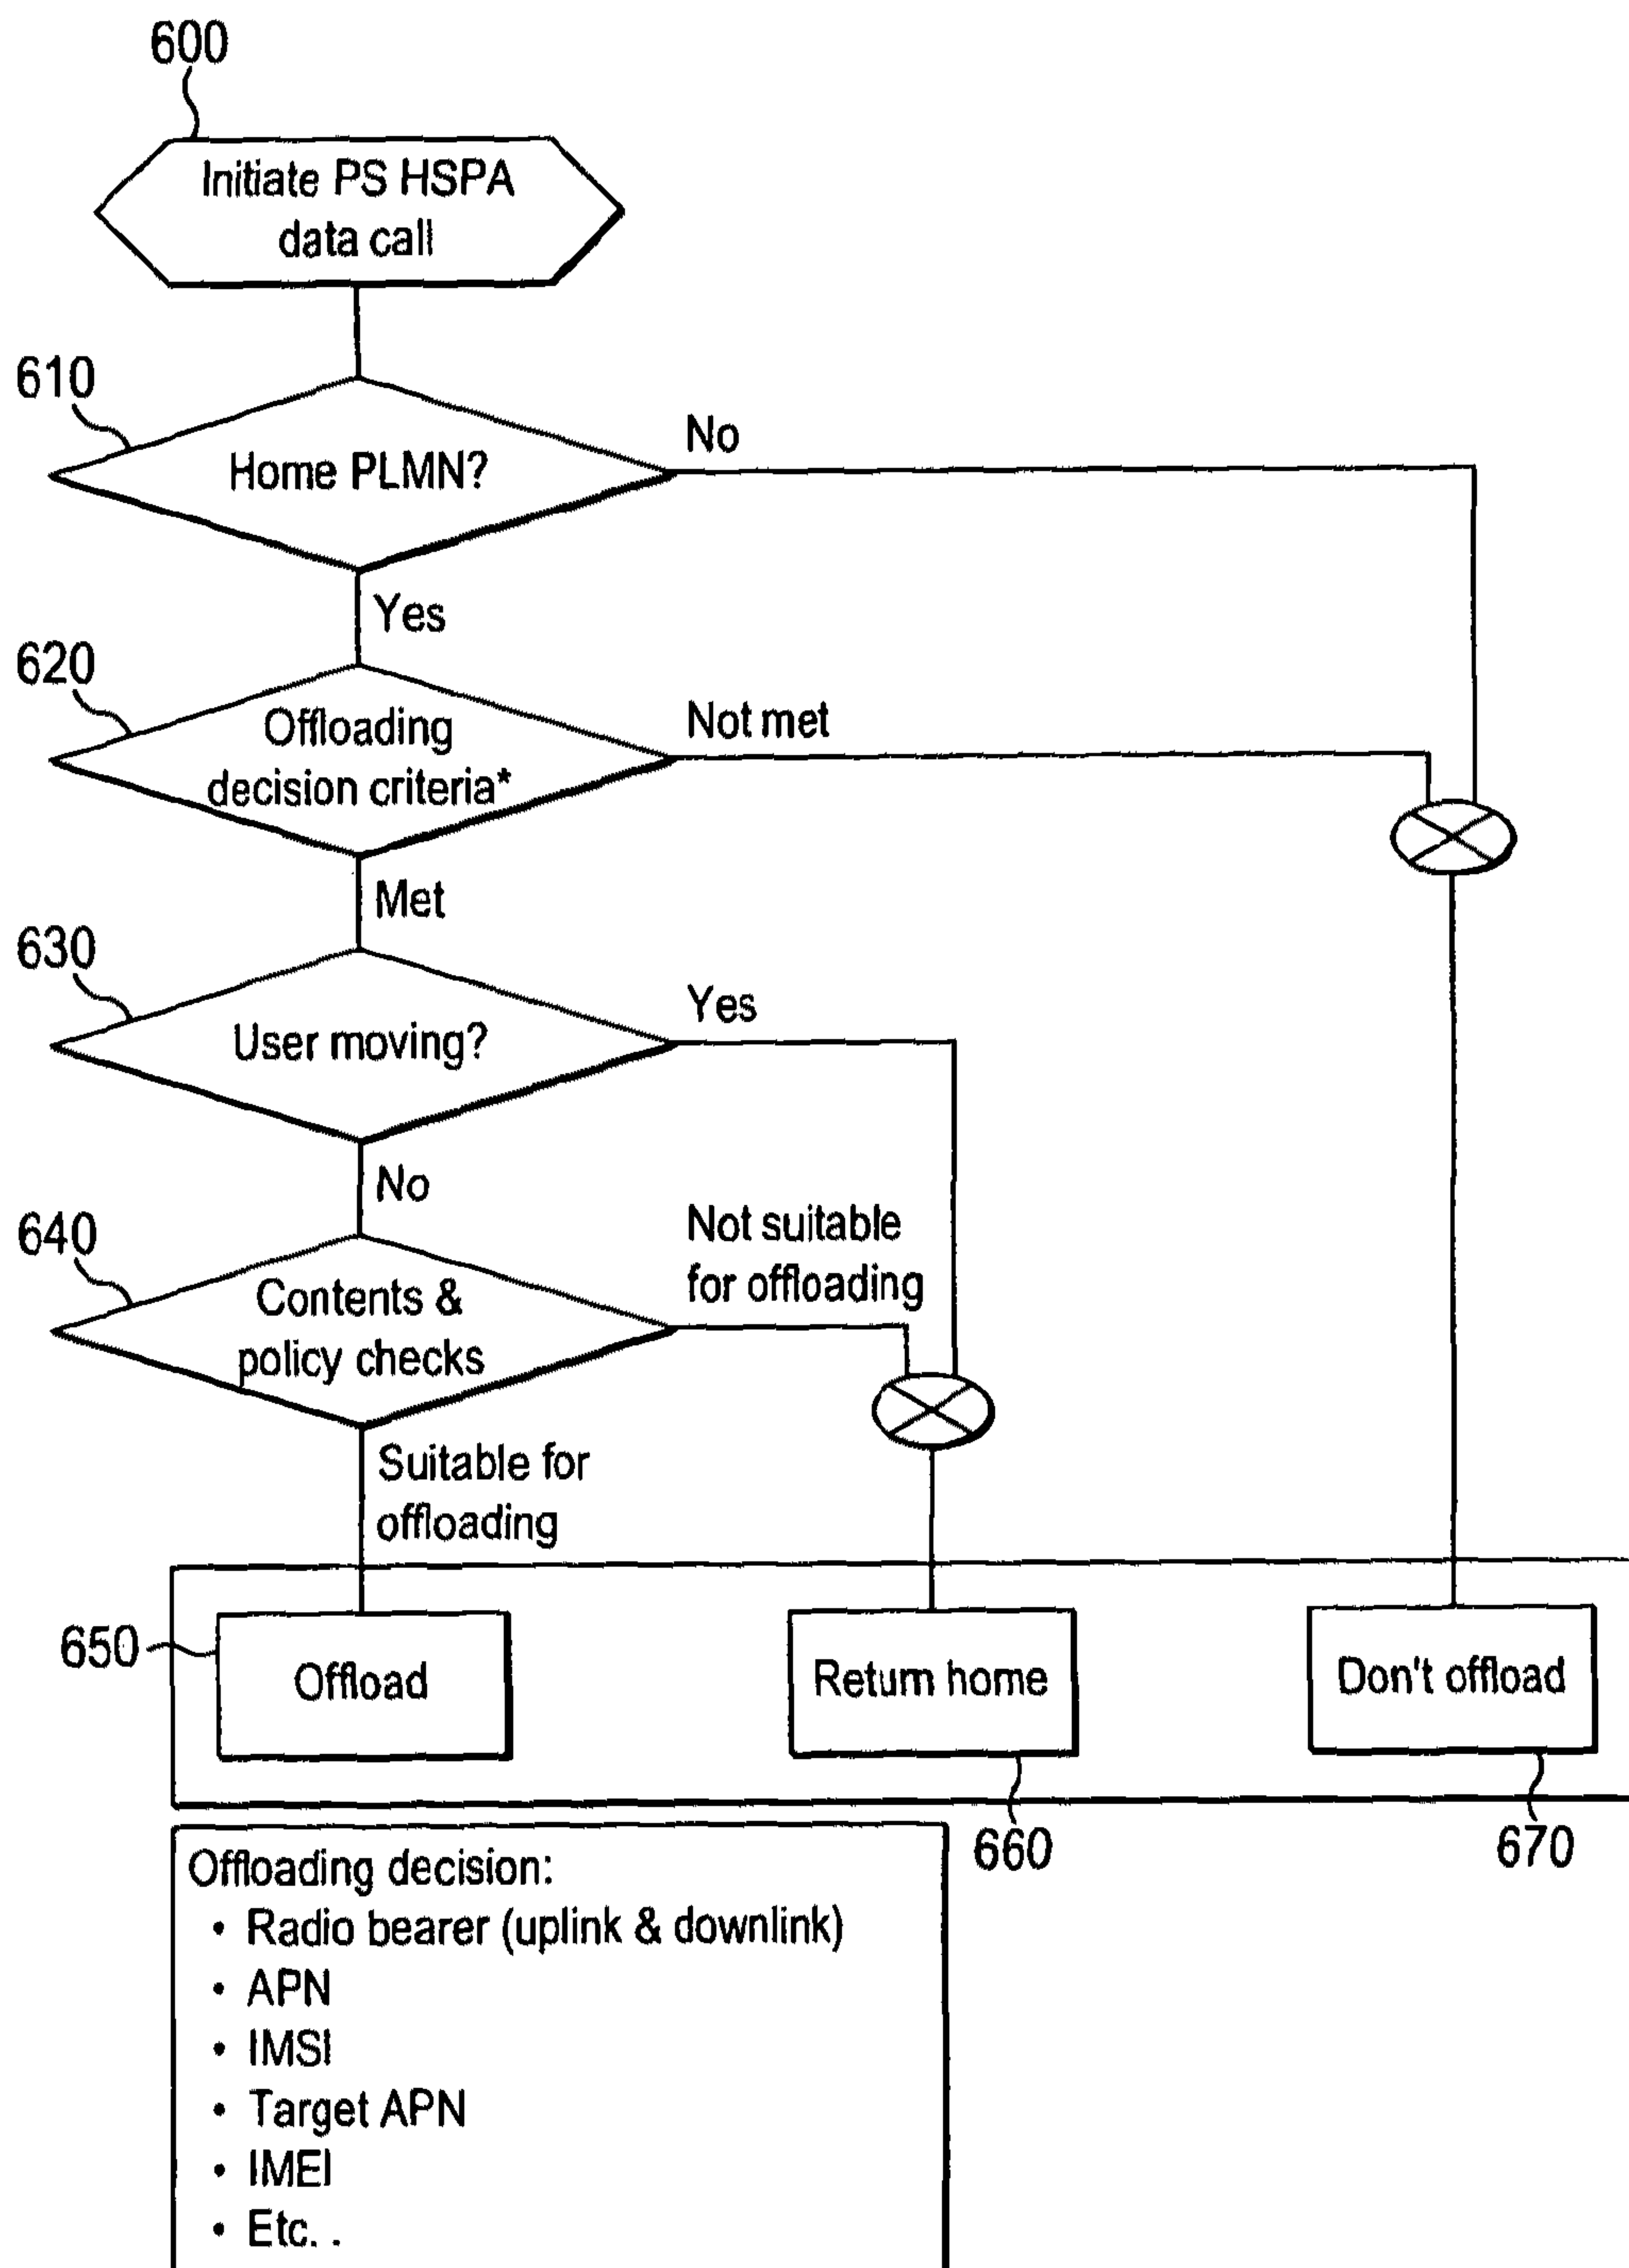 600
Initiate PS HSPA
data call
610
Home PLMN?
No
Yes
620
Offloading
decision criteria*
Not met
Met
630
User moving?
Yes
No
640
Contents &
policy checks
Not suitable
for offloading
Suitable for
offloading
650
Offload
Return home
Don't offload
660
670
Offloading decision:
• Radio bearer (uplink & downlink)
• APN
• IMSI
• Target APN
• IMEI
• Etc. .